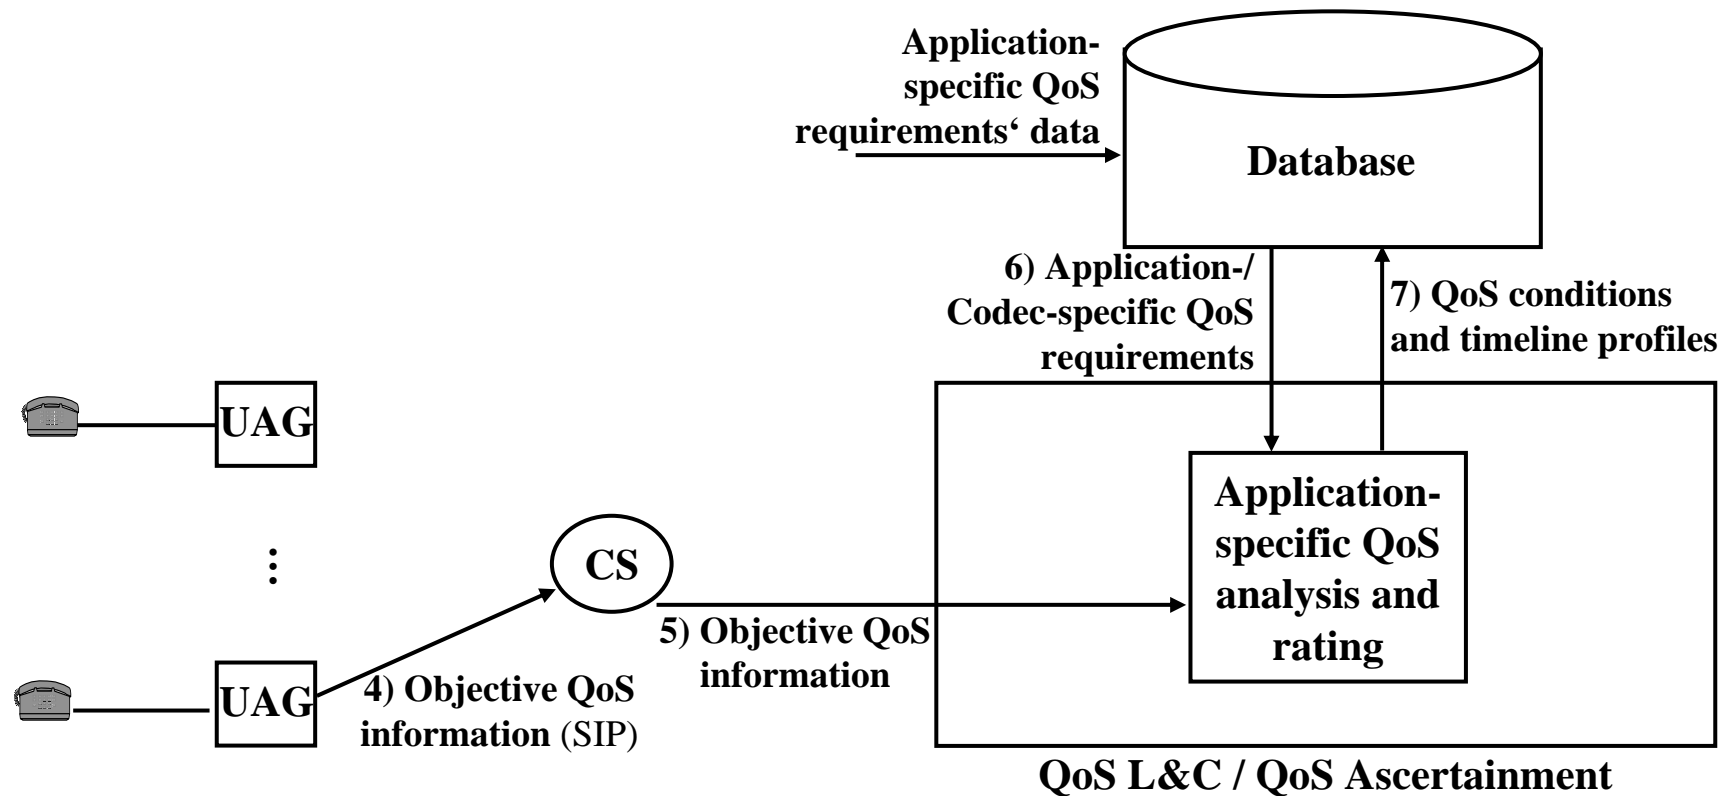 Application-
specific QoS
requirements‘ data
Database
6) Application-/
Codec-specific QoS
requirements
7) QoS conditions
and timeline profiles
UAG
Application-
specific QoS
analysis and
rating
...
CS
5) Objective QoS
information
UAG
4) Objective QoS
information (SIP)
QoS L&C / QoS Ascertainment